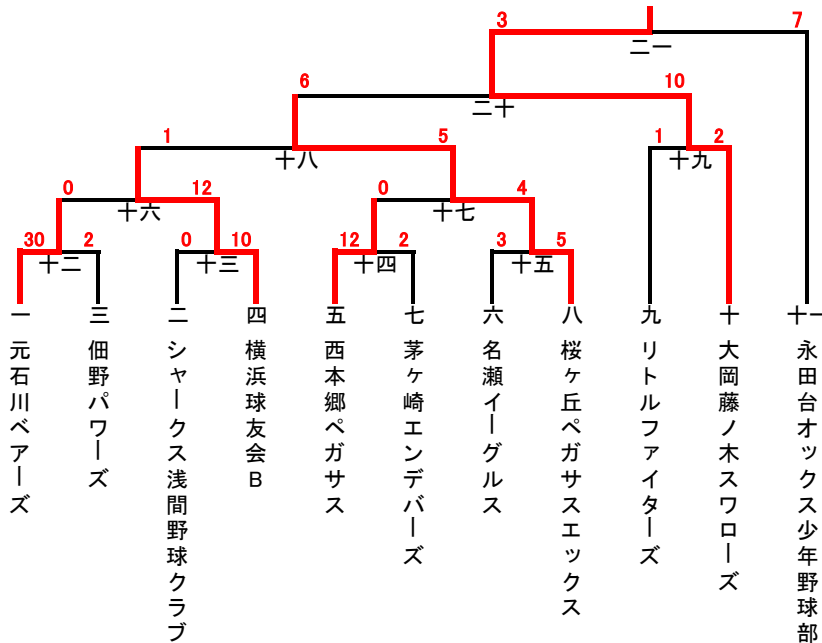 3
7
二一
6
10
二十
1
5
1
2
十八
十九
0
12
0
4
十六
十七
30
2
0
10
12
2
3
5
十二
十三
十四
十五
一 元石川ベアーズ
三 佃野パワーズ
二 シャークス浅間野球クラブ
四 横浜球友会B
五 西本郷ペガサス
七 茅ケ崎エンデバーズ
六 名瀬イーグルス
八 桜ケ丘ペガサスエックス
九 リトルファイターズ
十 大岡藤ノ木スワローズ
十一 永田台オックス少年野球部